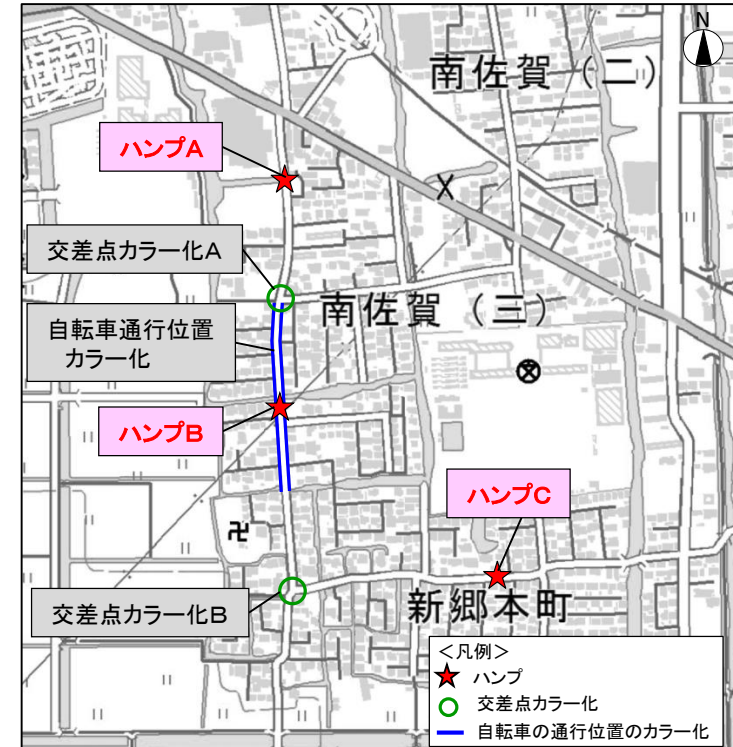 N
南佐賀（二）
ハンプA
交差点カラー化A
南佐賀（三）
自転車通行位置
カラー化
ハンプB
ハンプC
交差点カラー化B
新郷本町
＜凡例＞
ハンプ
交差点カラー化
自転車の通行位置のカラー化